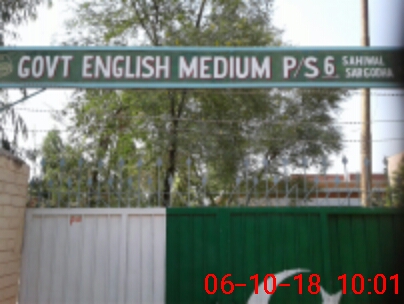 GOVT ENGLISH MEDIUM P/S 6 SAHIWAL
SARGODHA
06-10-18 10:01